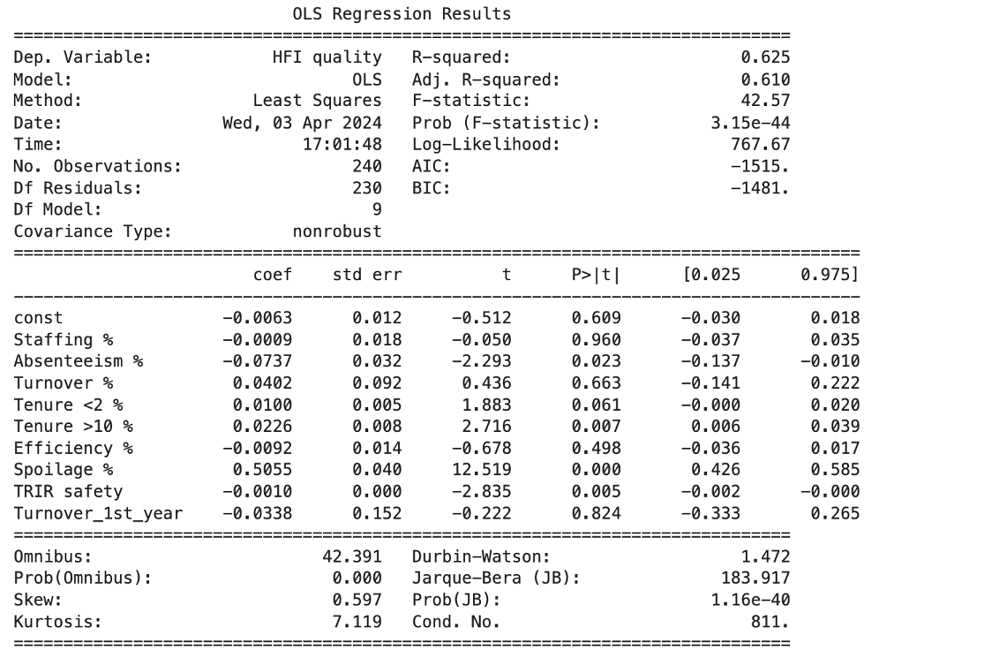 OLS Regression Results
==============================================================================
Dep. Variable: HFI quality R-squared: 0.625
Model: OLS Adj. R-squared: 0.610
Method: Least Squares F-statistic: 42.57
Date: Wed, 03 Apr 2024 Prob (F-statistic): 3.15e-44
Time: 17:01:48 Log-Likelihood: 767.67
No. Observations: 240 AIC: -1515.
Df Residuals: 230 BIC: -1481.
Df Model: 9
Covariance Type: nonrobust
=====================================================================================
coef std err t P>|t| [0.025 0.975]
-------------------------------------------------------------------------------------
const -0.0063 0.012 -0.512 0.609 -0.030 0.018
Staffing % -0.0009 0.018 -0.050 0.960 -0.037 0.035
Absenteeism % -0.0737 0.032 -2.293 0.023 -0.137 -0.010
Turnover % 0.0402 0.092 0.436 0.663 -0.141 0.222
Tenure <2 % 0.0100 0.005 1.883 0.061 -0.000 0.020
Tenure >10 % 0.0226 0.008 2.716 0.007 0.006 0.039
Efficiency % -0.0092 0.014 -0.678 0.498 -0.036 0.017
Spoilage % 0.5055 0.040 12.519 0.000 0.426 0.585
TRIR safety -0.0010 0.000 -2.835 0.005 -0.002 -0.000
Turnover_1st_year -0.0338 0.152 -0.222 0.824 -0.333 0.265
==============================================================================
Omnibus: 42.391 Durbin-Watson: 1.472
Prob(Omnibus): 0.000 Jarque-Bera (JB): 183.917
Skew: 0.597 Prob(JB): 1.16e-40
Kurtosis: 7.119 Cond. No. 811.
==============================================================================